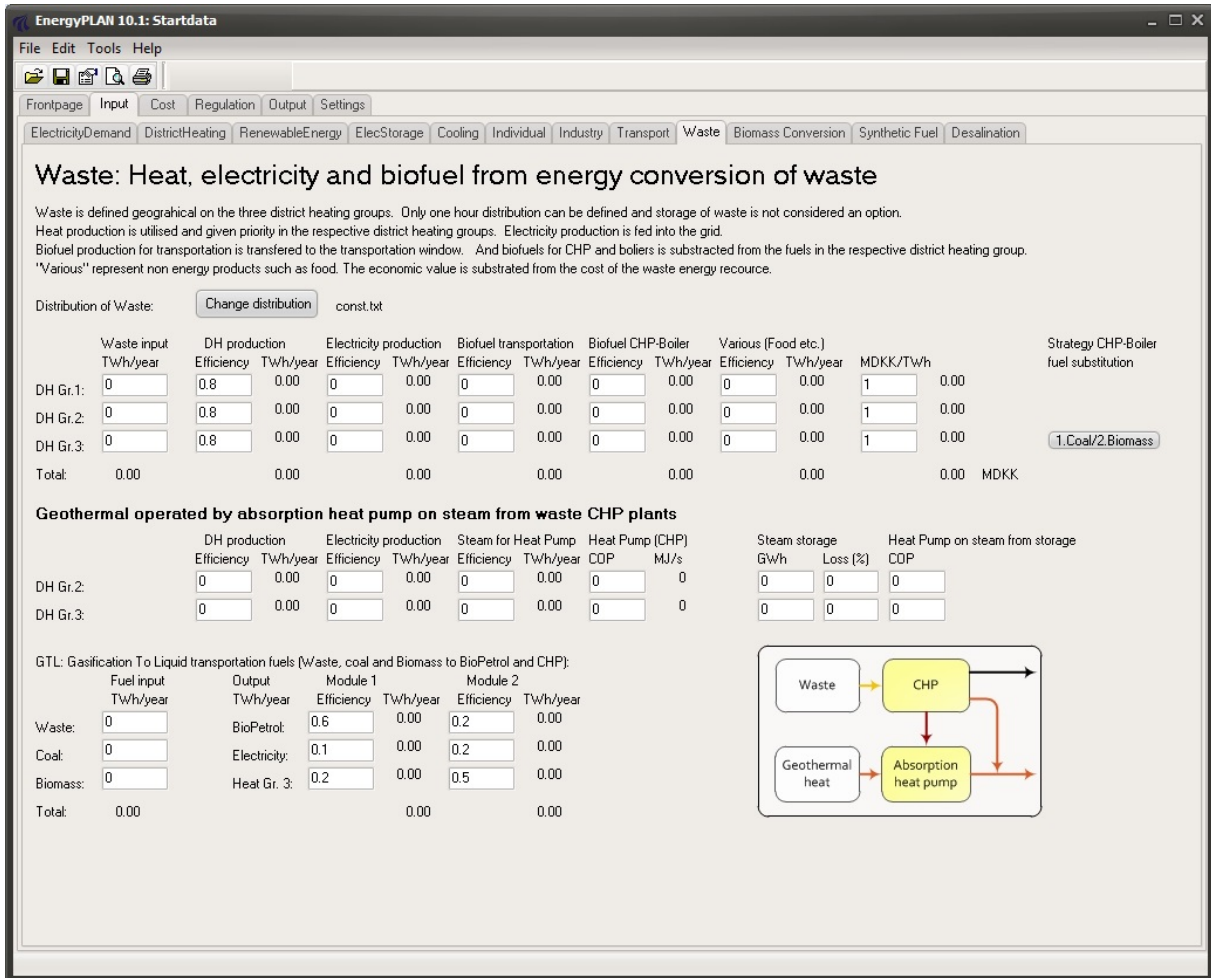 EnergyPLAN 10.1: Startdata
File Edit Tools Help
Frontpage Input Cost Regulation Output Settings
ElectricityDemand DistrictHeating RenewableEnergy ElecStorage Cooling Individual Industry Transport Waste Biomass Conversion Synthetic Fuel Desalination
Waste: Heat, electricity and biofuel from energy conversion of waste
Waste is defined geograhical on the three district heating groups. Only one hour distribution can be defined and storage of waste is not considered an option.
Heat production is utilised and given priority in the respective district heating groups. Electricity production is fed into the grid.
Biofuel production for transportation is transfered to the transportation window. And biofuels for CHP and boliers is substracted from the fuels in the respective district heating group.
"Various" represent non energy products such as food. The economic value is substrated from the cost of the waste energy recource.
Distribution of Waste: Change distribution const.txt
Waste input DH production Electricity production Biofuel transportation Biofuel CHP-Boiler Various (Food etc.) Strategy CHP-Boiler
TWh/year Efficiency TWh/year Efficiency TWh/year Efficiency TWh/year Efficiency TWh/year Efficiency TWh/year MDKK/TWh fuel substitution
DH Gr.1: 0 0.8 0.00 0 0.00 0 0.00 0 0.00 0 0.00 1 0.00
DH Gr.2: 0 0.8 0.00 0 0.00 0 0.00 0 0.00 0 0.00 1 0.00
DH Gr.3: 0 0.8 0.00 0 0.00 0 0.00 0 0.00 0 0.00 1 0.00 1.Coal/2.Biomass
Total: 0.00 0.00 0.00 0.00 0.00 0.00 0.00 MDKK
Geothermal operated by absorption heat pump on steam from waste CHP plants
DH production Electricity production Steam for Heat Pump Heat Pump (CHP) Steam storage Heat Pump on steam from storage
Efficiency TWh/year Efficiency TWh/year Efficiency TWh/year COP MJ/s GWh Loss (%) COP
DH Gr.2: 0 0.00 0 0.00 0 0.00 0 0 0 0 0
DH Gr.3: 0 0.00 0 0.00 0 0.00 0 0 0 0 0
GTL: Gasification To Liquid transportation fuels (Waste, coal and Biomass to BioPetrol and CHP):
Fuel input Output Module 1 Module 2
TWh/year TWh/year Efficiency TWh/year Efficiency TWh/year
Waste: 0 BioPetrol: 0.6 0.00 0.2 0.00
Coal: 0 Electricity: 0.1 0.00 0.2 0.00
Biomass: 0 Heat Gr. 3: 0.2 0.00 0.5 0.00
Total: 0.00 0.00 0.00
Waste CHP
Geothermal Absorption
heat heat pump